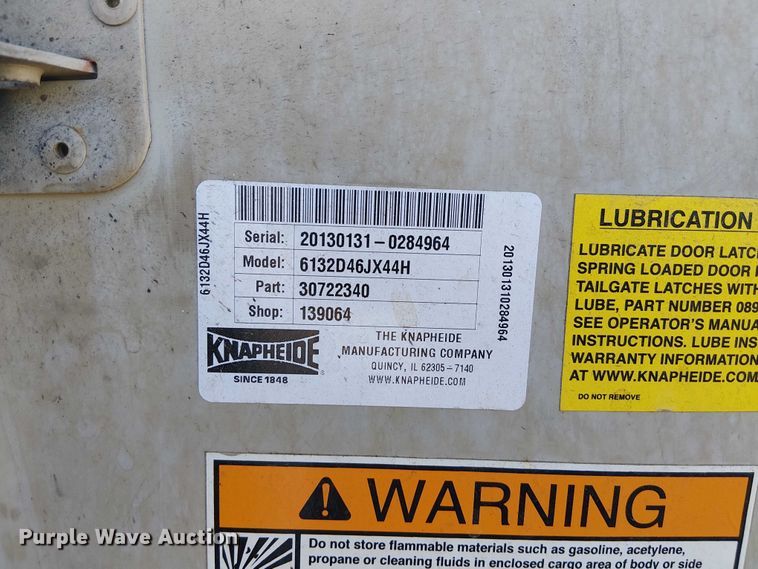 6132D46JX44H
Serial: 20130131-0284964
Model: 6132D46JX44H
Part: 30722340
Shop: 139064
201301310284964
KNAPHEIDE
SINCE 1848
THE KNAPHEIDE
MANUFACTURING COMPANY
QUINCY, IL 62305-7140
WWW.KNAPHEIDE.COM
LUBRICATION
LUBRICATE DOOR LATC
SPRING LOADED DOOR
TAILGATE LATCHES WITH
LUBE, PART NUMBER 089
SEE OPERATOR'S MANUA
INSTRUCTIONS. LUBE INS
WARRANTY INFORMATION
AT WWW.KNAPHEIDE.COM
DO NOT REMOVE
WARNING
Do not store flammable materials such as gasoline, acetylene,
propane or cleaning fluids in enclosed cargo area of body or side
Purple Wave Auction